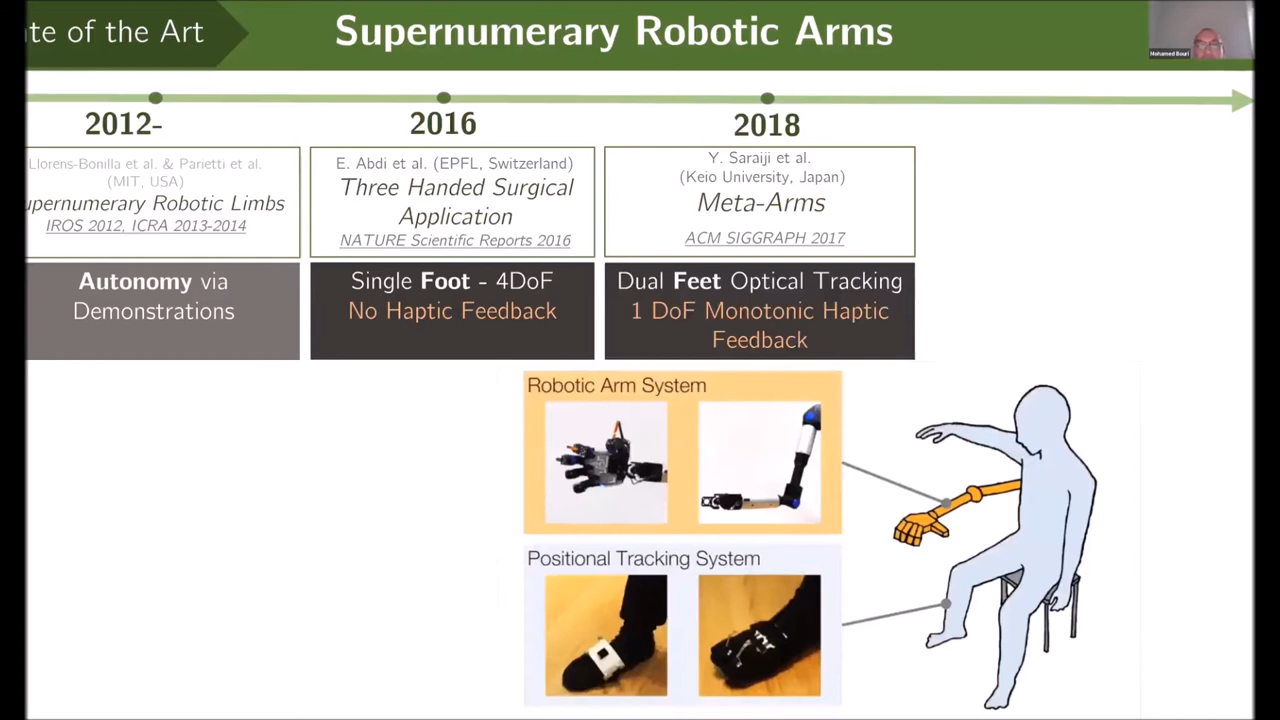 te of the Art
Supernumerary Robotic Arms
Mohamed Bouri
2012-
2016
2018
Llorens-Bonilla et al. & Parietti et al.
(MIT, USA)
upernumerary Robotic Limbs
IROS 2012, ICRA 2013-2014
E. Abdi et al. (EPFL, Switzerland)
Three Handed Surgical
Application
NATURE Scientific Reports 2016
Y. Saraiji et al.
(Keio University, Japan)
Meta-Arms
ACM SIGGRAPH 2017
Autonomy via
Demonstrations
Single Foot - 4DoF
No Haptic Feedback
Dual Feet Optical Tracking
1 DoF Monotonic Haptic
Feedback
Robotic Arm System
Positional Tracking System